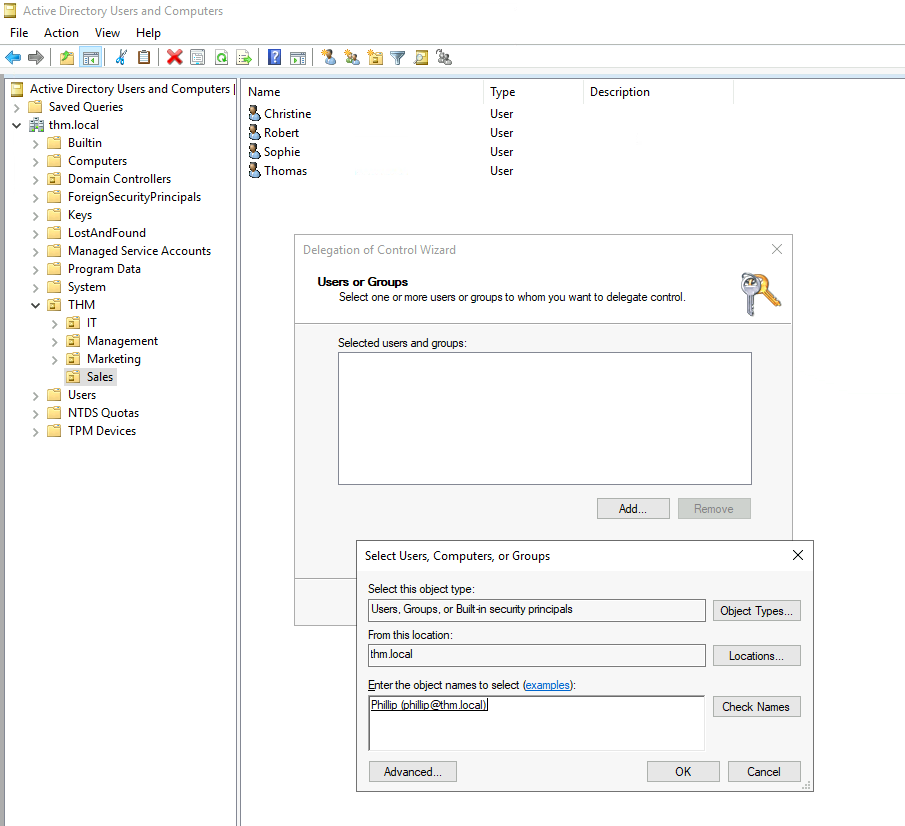 Active Directory Users and Computers
File Action View Help
Active Directory Users and Computers
Saved Queries
thm.local
Builtin
Computers
Domain Controllers
ForeignSecurityPrincipals
Keys
LostAndFound
Managed Service Accounts
Program Data
System
THM
IT
Management
Marketing
Sales
Users
NTDS Quotas
TPM Devices
Name Type Description
Christine User
Robert User
Sophie User
Thomas User
Delegation of Control Wizard
Users or Groups
Select one or more users or groups to whom you want to delegate control.
Selected users and groups:
Add... Remove
Select Users, Computers, or Groups
Select this object type:
Users, Groups, or Built-in security principals Object Types...
From this location:
thm.local Locations...
Enter the object names to select (examples):
Phillip (phillip@thm.local) Check Names
Advanced... OK Cancel